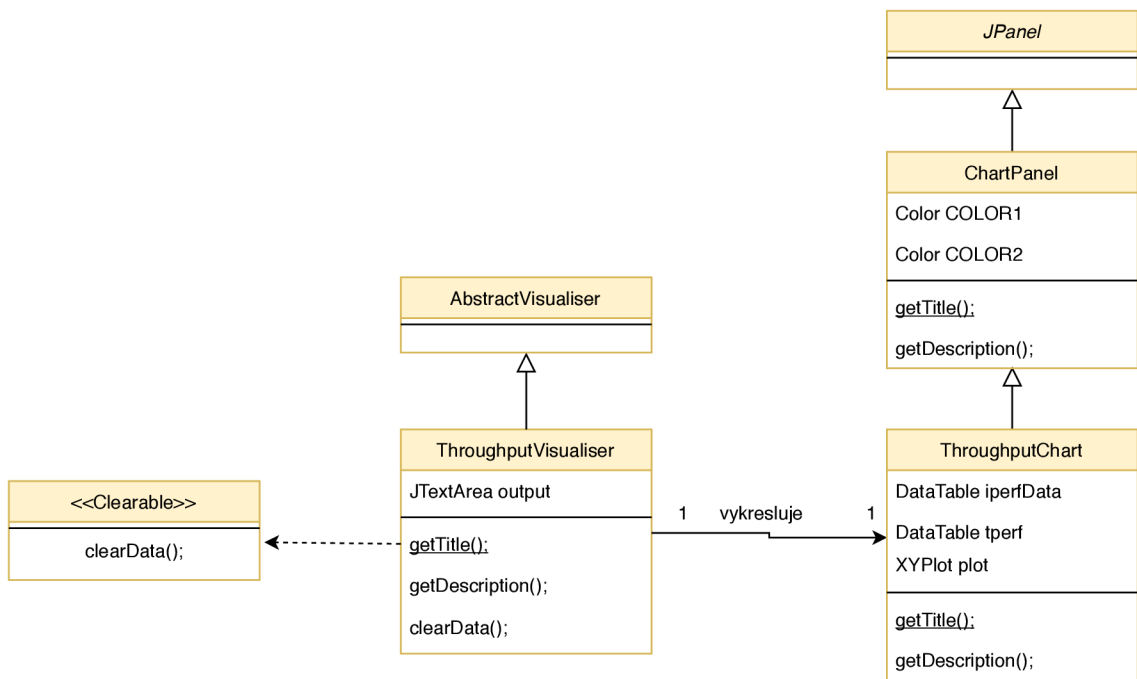 JPanel
ChartPanel
Color COLOR1
Color COLOR2
getTitle();
getDescription();
AbstractVisualiser
ThroughputVisualiser
JTextArea output
getTitle();
getDescription();
clearData();
<<Clearable>>
clearData();
1 vykresluje 1
ThroughputChart
DataTable iperfData
DataTable tperf
XYPlot plot
getTitle();
getDescription();